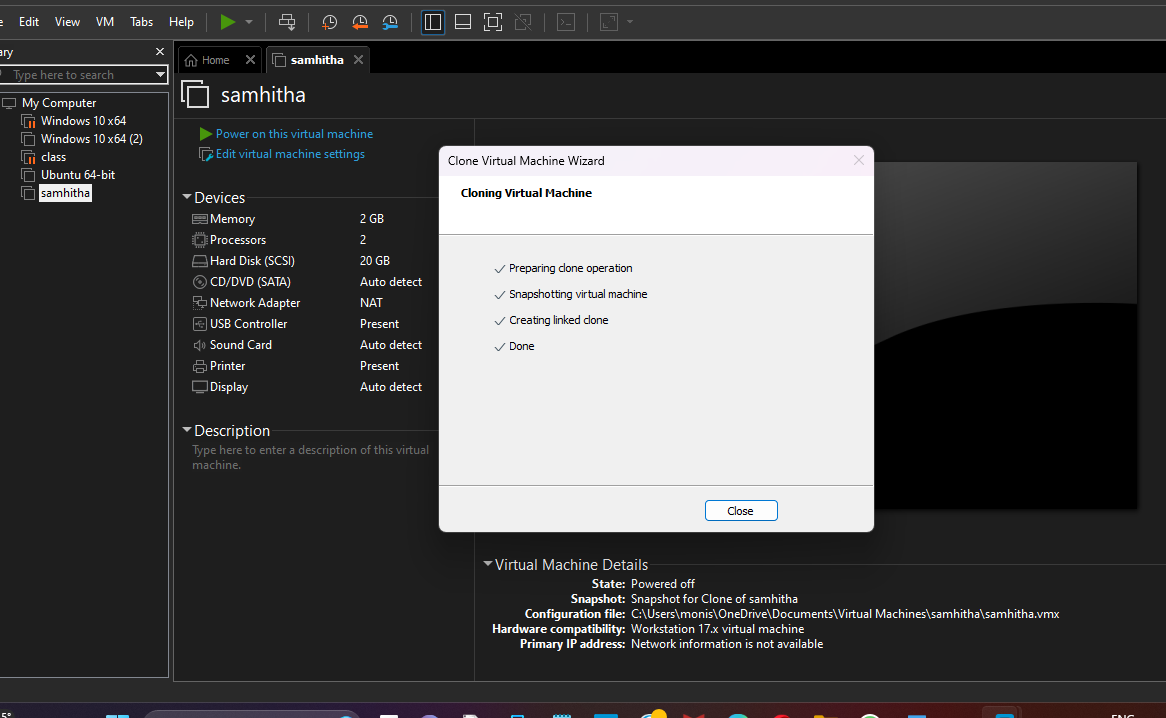 e Edit View VM Tabs Help
ary
Type here to search
My Computer
Windows 10 x64
Windows 10 x64 (2)
class
Ubuntu 64-bit
samhitha
Home samhitha
samhitha
Power on this virtual machine
Edit virtual machine settings
Devices
Memory 2 GB
Processors 2
Hard Disk (SCSI) 20 GB
CD/DVD (SATA) Auto detect
Network Adapter NAT
USB Controller Present
Sound Card Auto detect
Printer Present
Display Auto detect
Description
Type here to enter a description of this virtual
machine.
Clone Virtual Machine Wizard
Cloning Virtual Machine
Preparing clone operation
Snapshotting virtual machine
Creating linked clone
Done
Close
Virtual Machine Details
State: Powered off
Snapshot: Snapshot for Clone of samhitha
Configuration file: C:\Users\monis\OneDrive\Documents\Virtual Machines\samhitha\samhitha.vmx
Hardware compatibility: Workstation 17.x virtual machine
Primary IP address: Network information is not available
5°
ENG